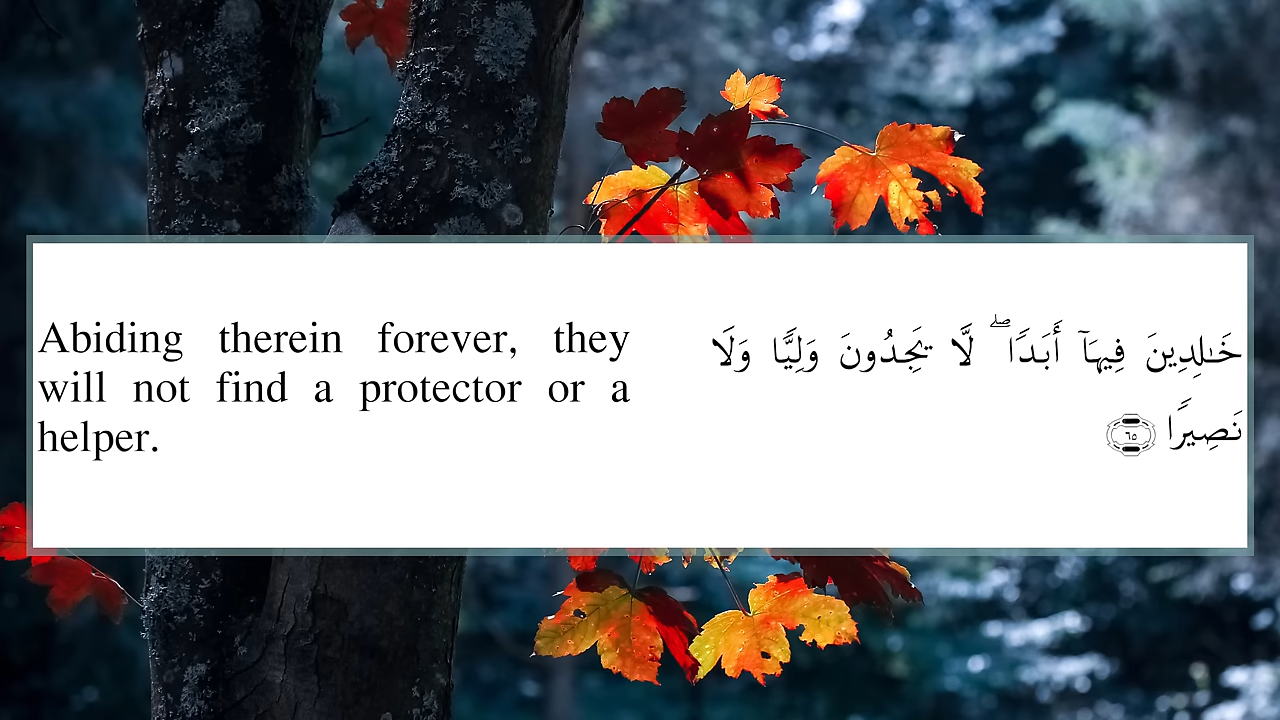 Abiding therein forever, they
will not find a protector or a
helper.
خَـٰلِدِينَ فِيهَآ أَبَدًۭا ۖ لَّا يَجِدُونَ وَلِيًّۭا وَلَا
نَصِيرًۭا ٦٥